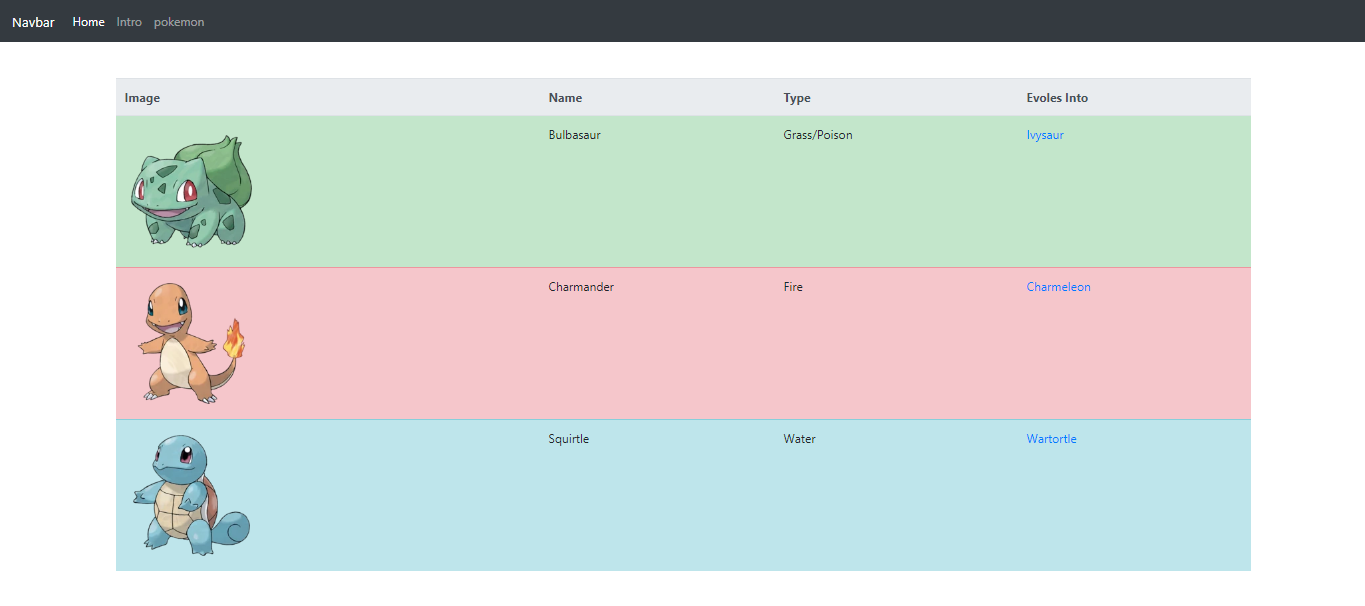 Navbar Home Intro pokemon
Image Name Type Evoles Into
Bulbasaur Grass/Poison Ivysaur
Charmander Fire Charmeleon
Squirtle Water Wartortle